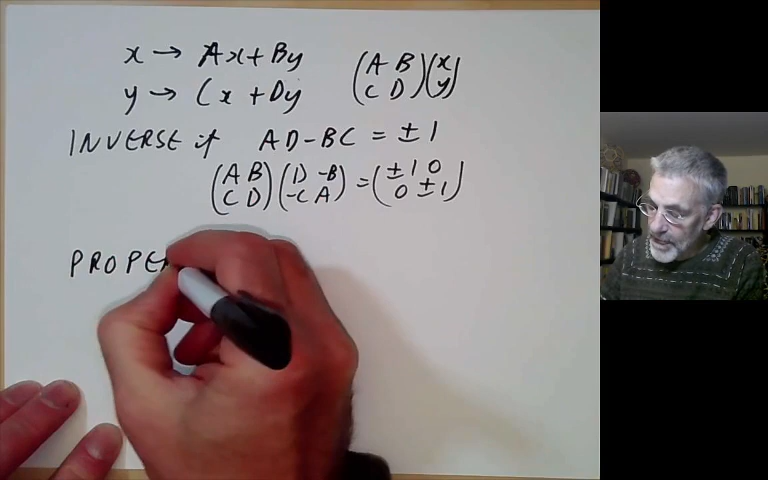 x → Ax + By (A B C D)(x y)
y → Cx + Dy
INVERSE if AD - BC = ± 1
(A B C D)(D -B -C A) = (± 1 0 0 ± 1)
PROPE